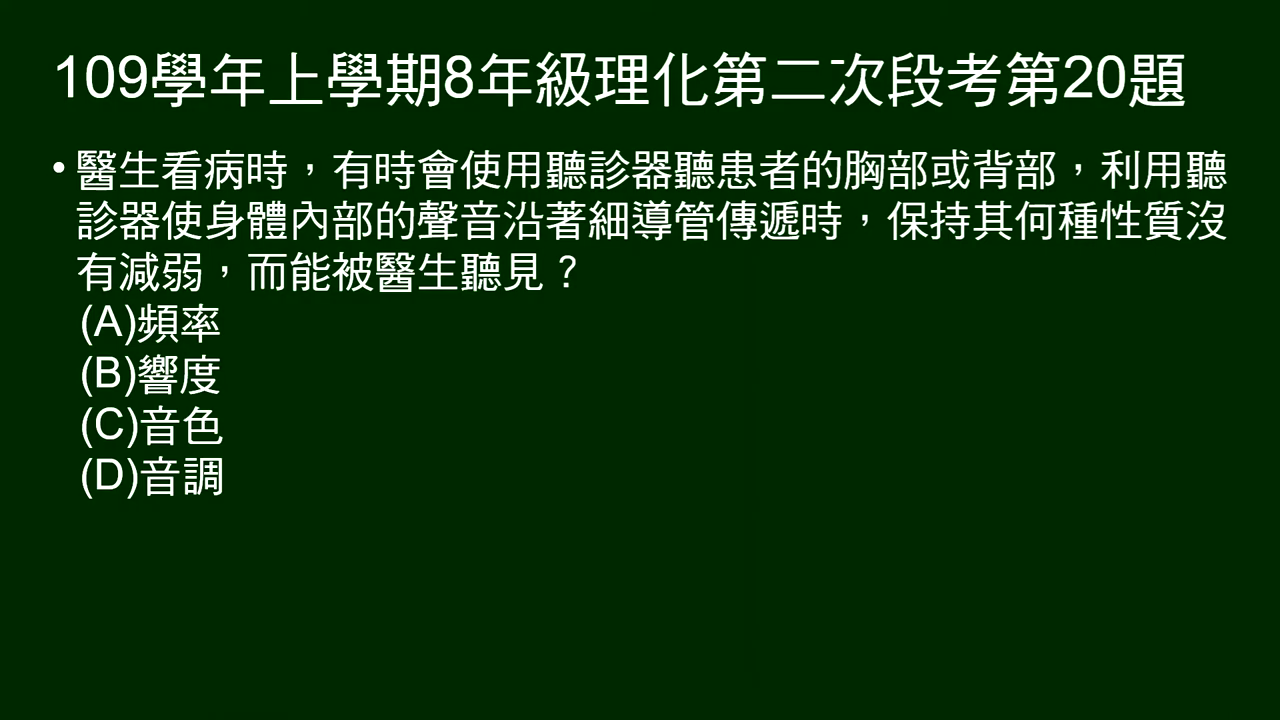 109學年上學期8年級理化第二次段考第20題
•醫生看病時，有時會使用聽診器聽患者的胸部或背部，利用聽
診器使身體內部的聲音沿著細導管傳遞時，保持其何種性質沒
有減弱，而能被醫生聽見？
(A)頻率
(B)響度
(C)音色
(D)音調